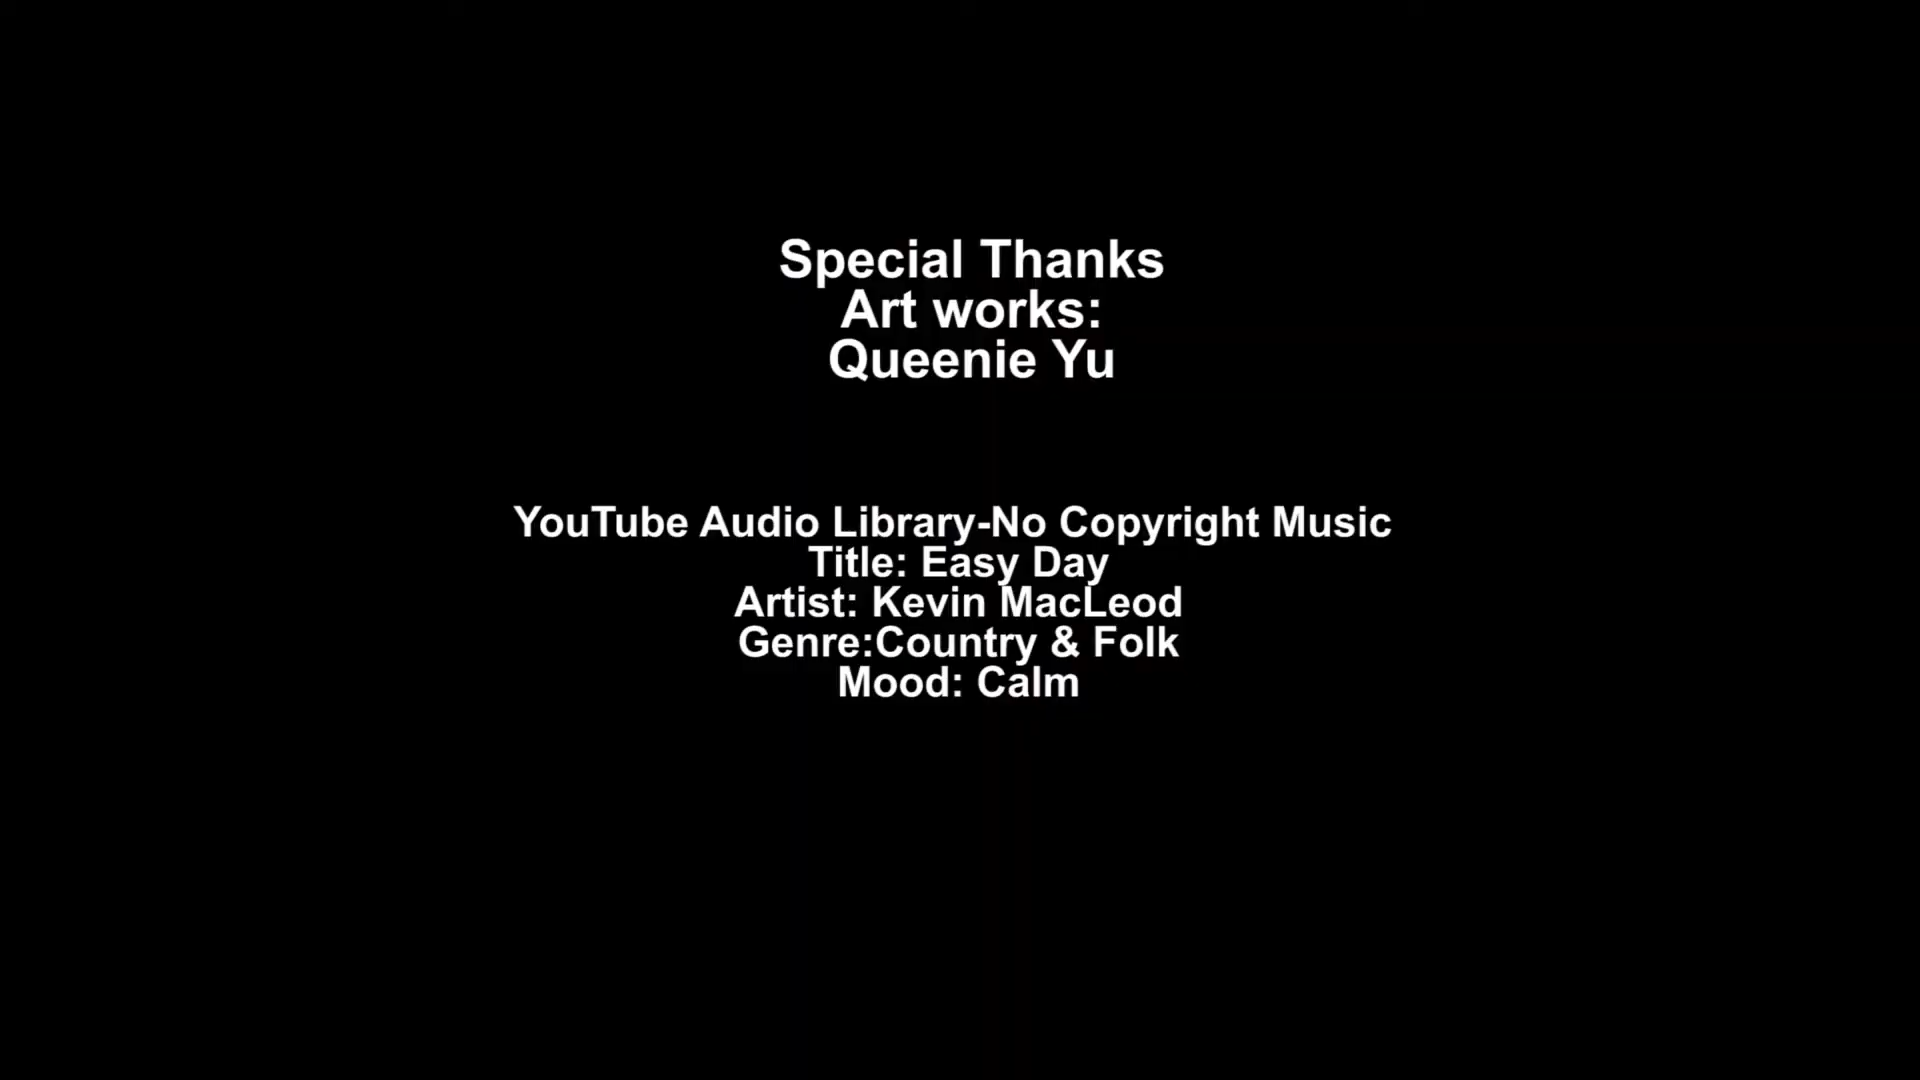 Special Thanks
Art works:
Queenie Yu
YouTube Audio Library-No Copyright Music
Title: Easy Day
Artist: Kevin MacLeod
Genre:Country & Folk
Mood: Calm